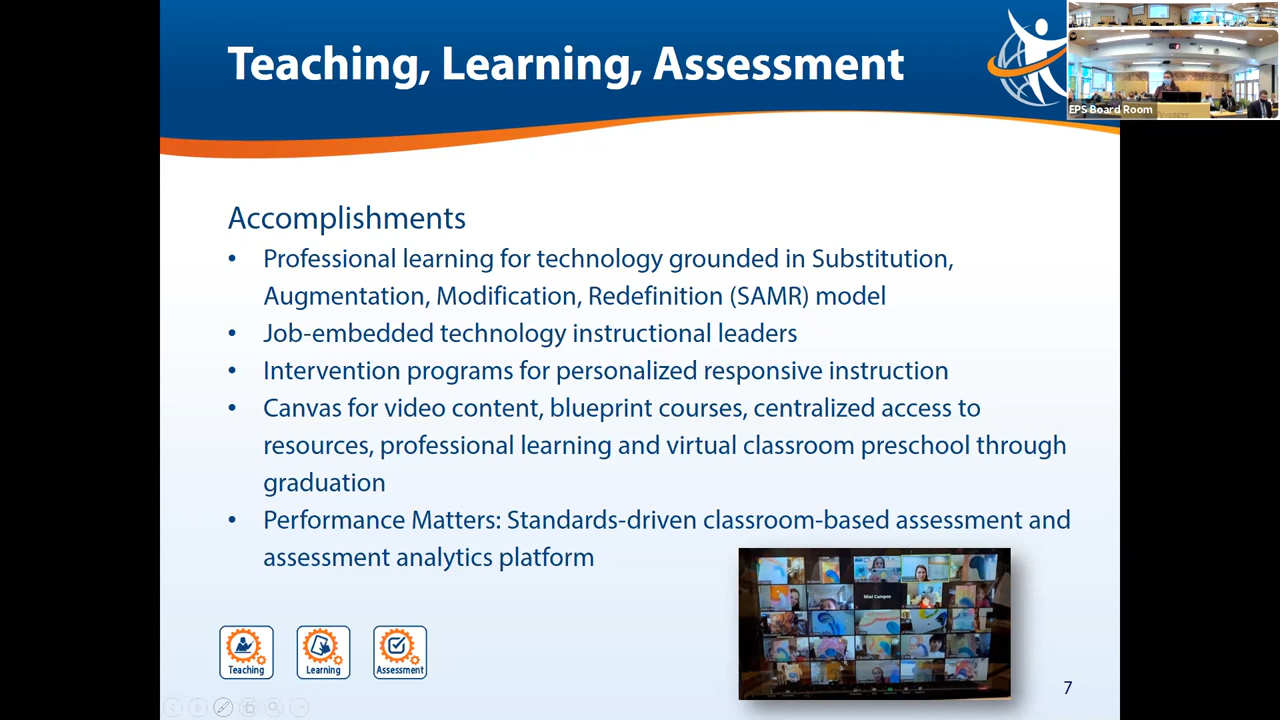 Teaching, Learning, Assessment
EPS Board Room
Accomplishments
• Professional learning for technology grounded in Substitution,
Augmentation, Modification, Redefinition (SAMR) model
• Job-embedded technology instructional leaders
• Intervention programs for personalized responsive instruction
• Canvas for video content, blueprint courses, centralized access to
resources, professional learning and virtual classroom preschool through
graduation
• Performance Matters: Standards-driven classroom-based assessment and
assessment analytics platform
Teaching
Learning
Assessment
7